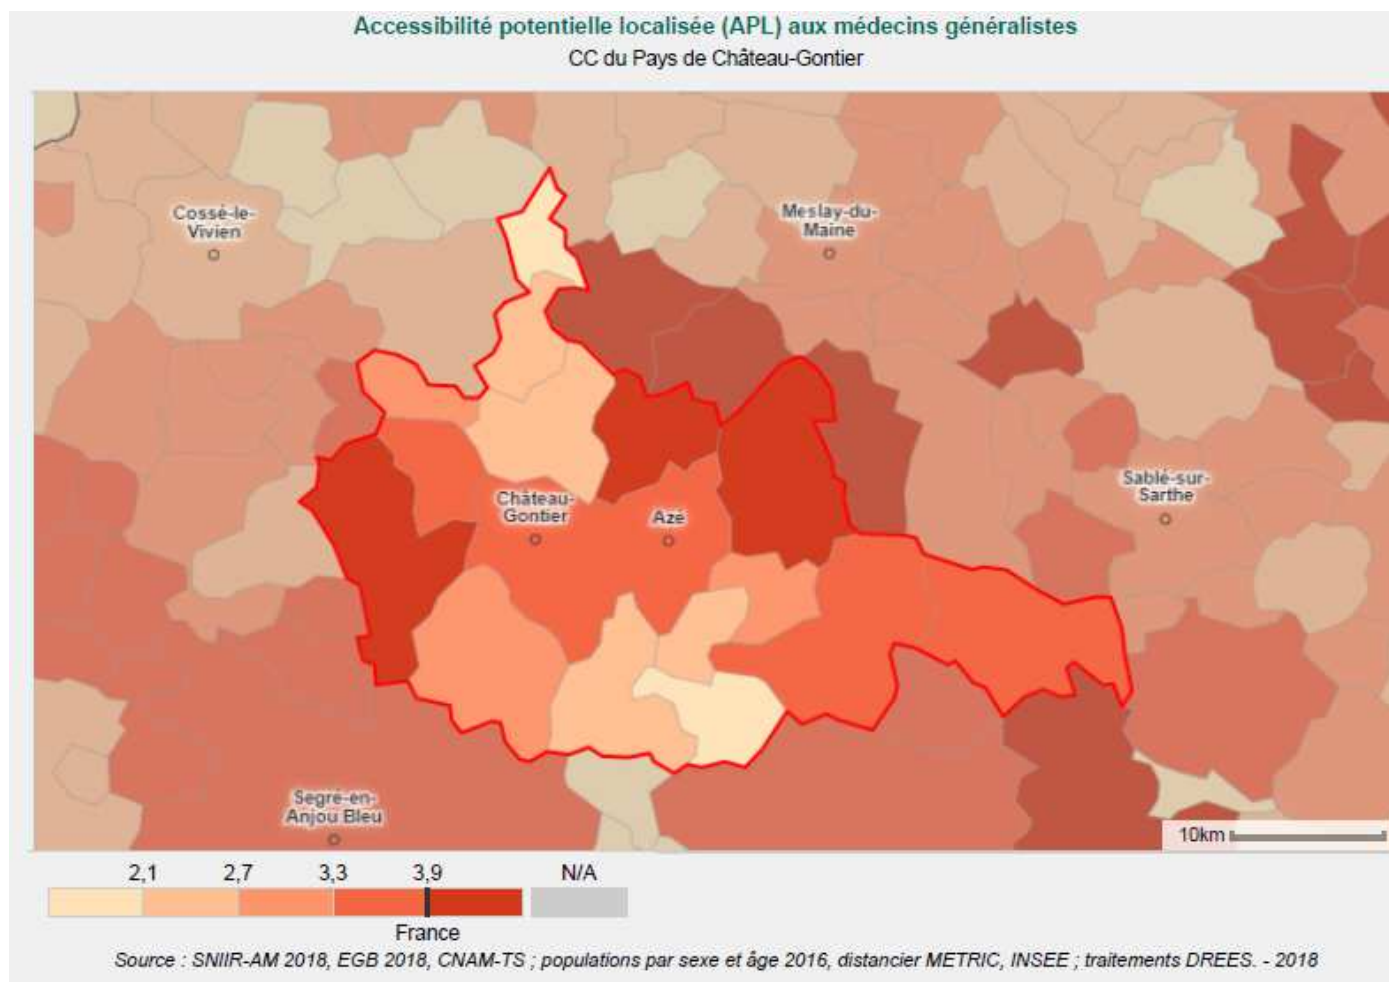 Accessibilité potentielle localisée (APL) aux médecins généralistes
CC du Pays de Château-Gontier
Cossé-le-
Vivien
Meslay-du-
Maine
Château-
Gontier
Azé
Sablé-sur-
Sarthe
Segré-en-
Anjou Bleu
10km
2,1 2,7 3,3 3,9 N/A
France
Source : SNIIR-AM 2018, EGB 2018, CNAM-TS ; populations par sexe et âge 2016, distancier METRIC, INSEE ; traitements DREES. - 2018